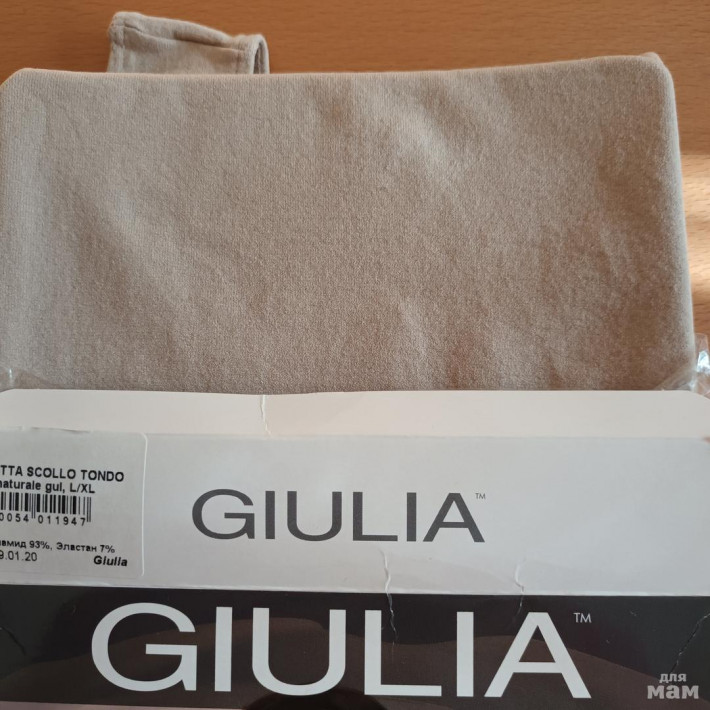 TTA SCOLLO TONDO
naturale gul, L/XL
0054 011947
амид 93%, Эластан 7%
9.01.20
Giulia
GIULIA™
GIULIA™
для
мам